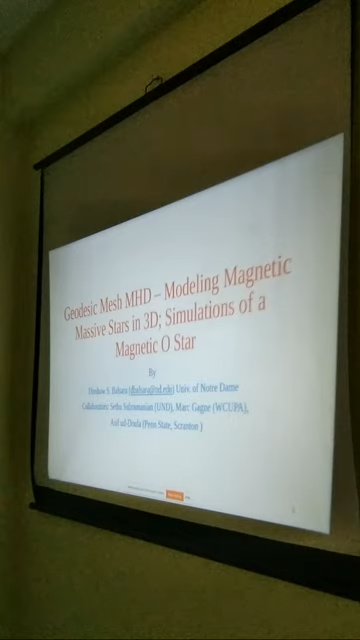 Geodesic Mesh MHD – Modeling Magnetic
Massive Stars in 3D; Simulations of a
Magnetic O Star
By
Dinshaw S. Balsara (dbalsara@nd.edu) Univ. of Notre Dame
Collaborators: Sethu Subramanian (UND), Marc Gagne (WCUPA),
Asif ud-Doula (Penn State, Scranton )